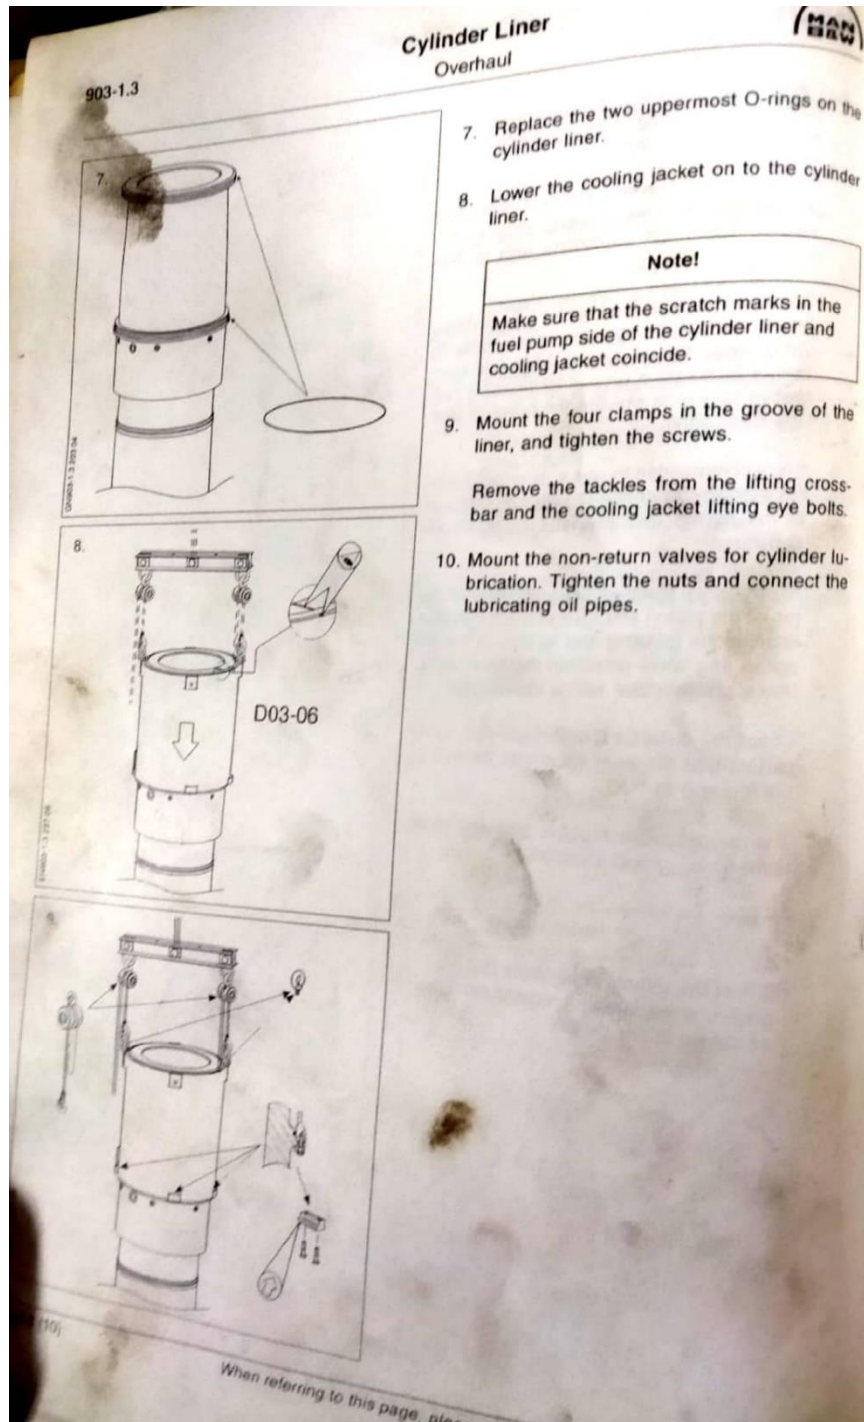 Cylinder Liner
Overhaul
MAN
B&W
903-1.3
7. Replace the two uppermost O-rings on the
cylinder liner.
8. Lower the cooling jacket on to the cylinder
liner.
Note!
Make sure that the scratch marks in the
fuel pump side of the cylinder liner and
cooling jacket coincide.
9. Mount the four clamps in the groove of the
liner, and tighten the screws.
Remove the tackles from the lifting cross-
bar and the cooling jacket lifting eye bolts.
10. Mount the non-return valves for cylinder lu-
brication. Tighten the nuts and connect the
lubricating oil pipes.
7.
8.
D03-06
(10)
When referring to this page,